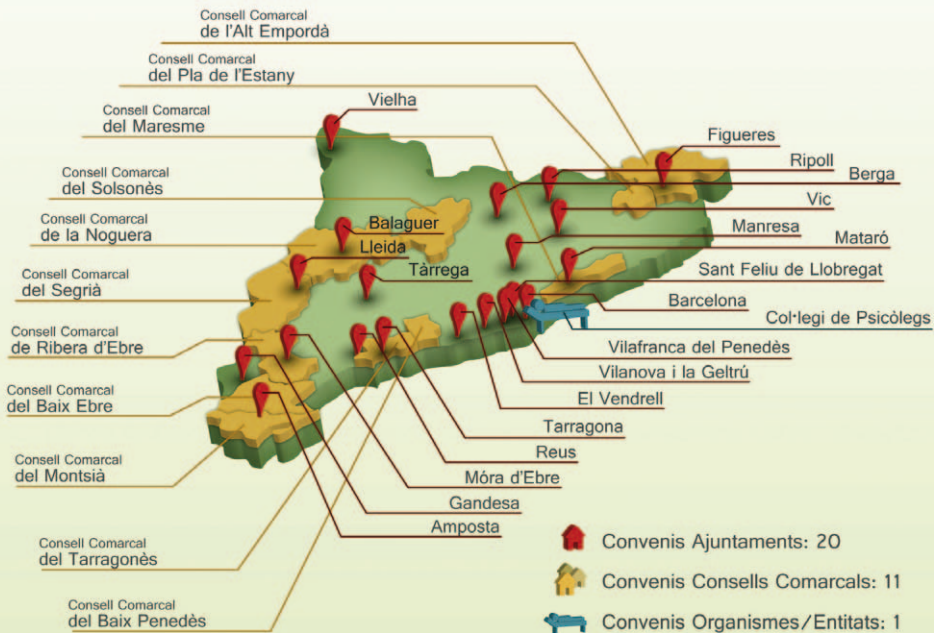 Consell Comarcal
de l'Alt Empordà
Consell Comarcal
del Pla de l'Estany
Consell Comarcal
del Maresme
Vielha
Figueres
Ripoll
Berga
Consell Comarcal
del Solsonès
Vic
Consell Comarcal
de la Noguera
Balaguer
Manresa
Mataró
Lleida
Tàrrega
Sant Feliu de Llobregat
Consell Comarcal
del Segrià
Barcelona
Col·legi de Psicòlegs
Consell Comarcal
de Ribera d'Ebre
Vilafranca del Penedès
Vilanova i la Geltrú
Consell Comarcal
del Baix Ebre
El Vendrell
Tarragona
Reus
Consell Comarcal
del Montsià
Móra d'Ebre
Gandesa
Amposta
Consell Comarcal
del Tarragonès
Consell Comarcal
del Baix Penedès
Convenis Ajuntaments: 20
Convenis Consells Comarcals: 11
Convenis Organismes/Entitats: 1